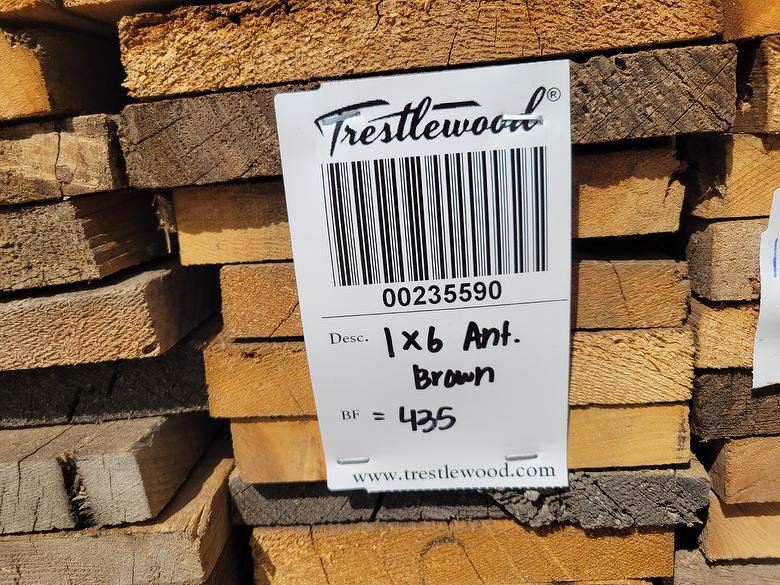 Trestlewood®
00235590
Desc. 1x6 Ant.
Brown
BF = 435
www.trestlewood.com